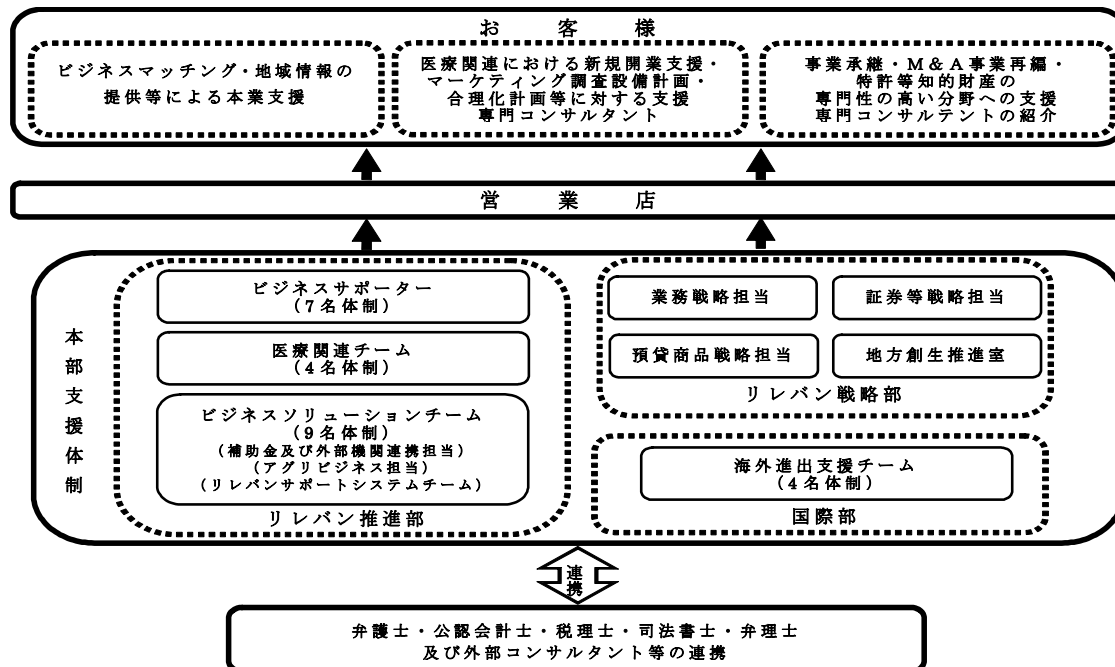 お客様
ビジネスマッチング・地域情報の
提供等による本業支援
医療関連における新規開業支援・
マーケティング調査設備計画・
合理化計画等に対する支援
専門コンサルタント
事業承継・M&A事業再編・
特許等知的財産の
専門性の高い分野への支援
専門コンサルテントの紹介
営業店
本部支援体制
ビジネスサポーター
(7名体制)
医療関連チーム
(4名体制)
ビジネスソリューションチーム
(9名体制)
(補助金及び外部機関連携担当)
(アグリビジネス担当)
(リレバンサポートシステムチーム)
リレバン推進部
業務戦略担当
証券等戦略担当
預貸商品戦略担当
地方創生推進室
リレバン戦略部
海外進出支援チーム
(4名体制)
国際部
連携
弁護士・公認会計士・税理士・司法書士・弁理士
及び外部コンサルタント等の連携